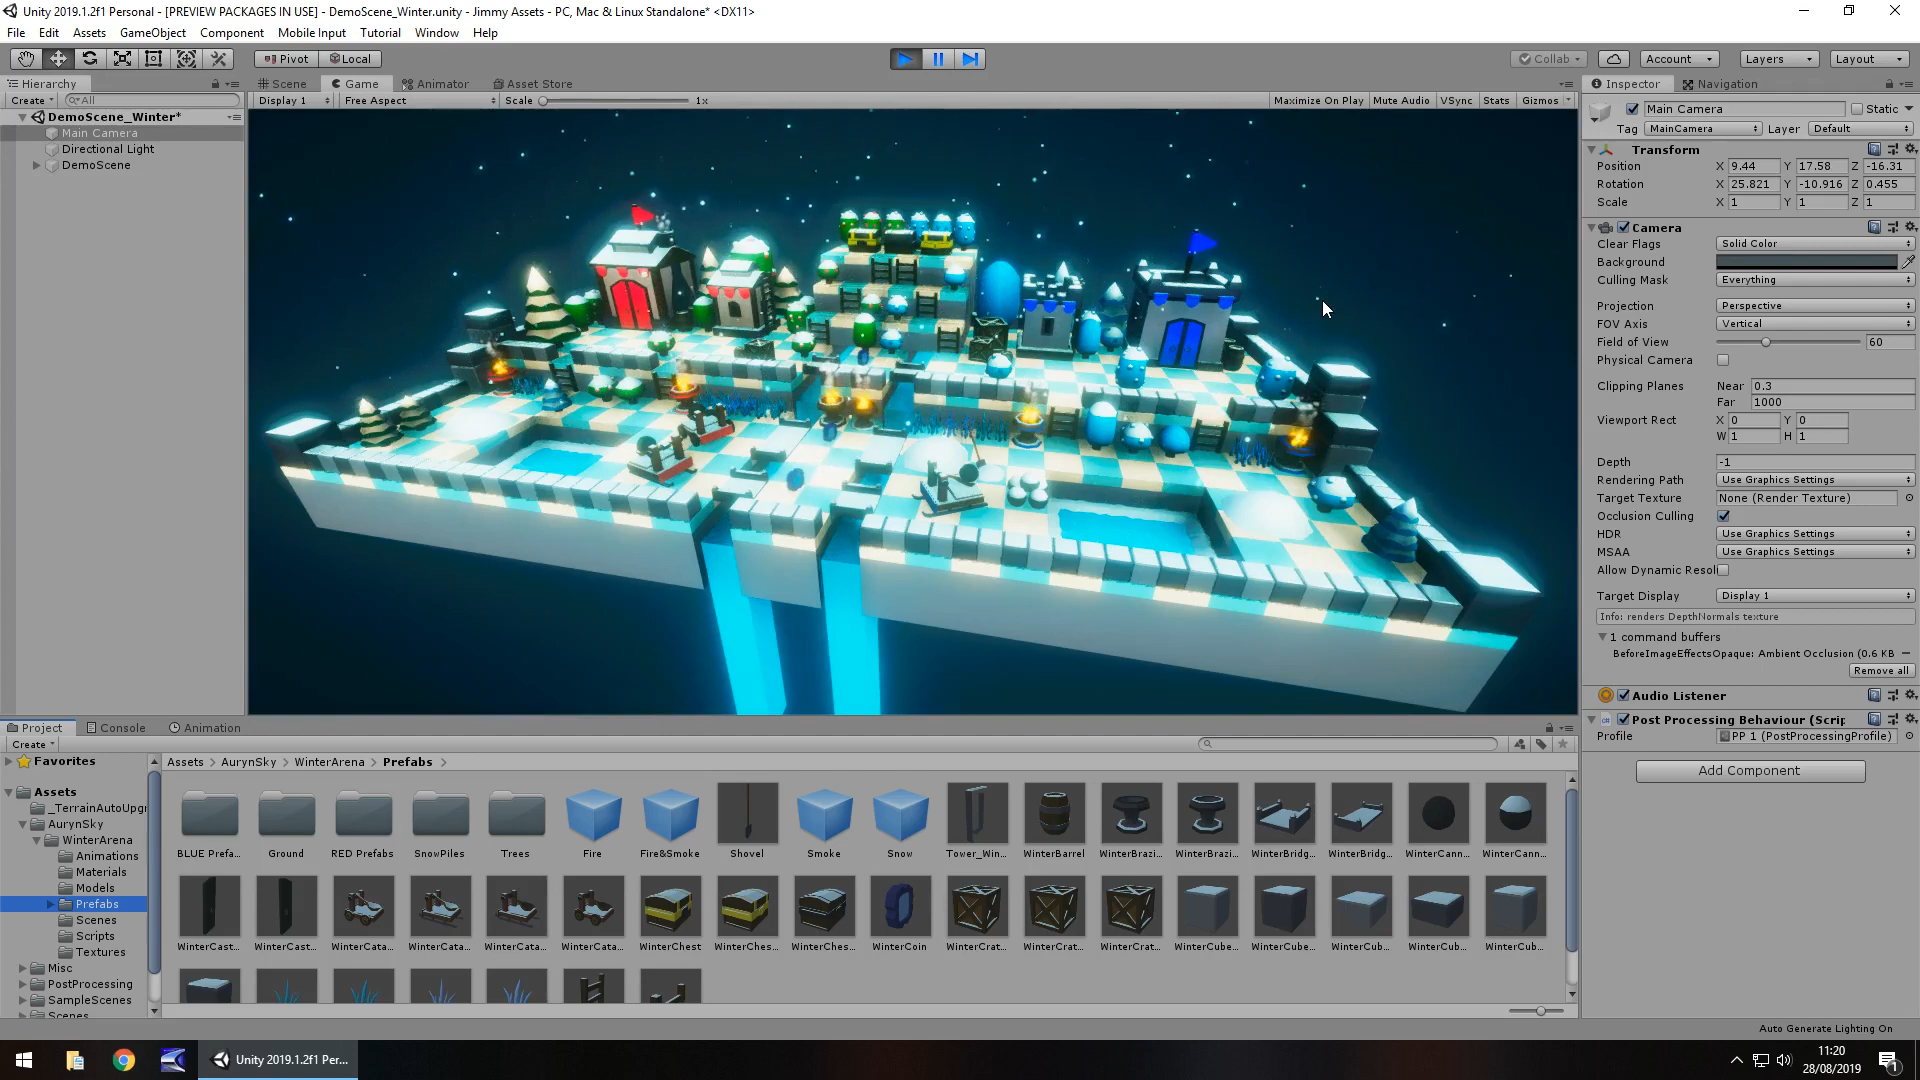 Unity 2019.1.2f1 Personal - [PREVIEW PACKAGES IN USE] - DemoScene_Winter.unity - Jimmy Assets - PC, Mac & Linux Standalone* <DX11>
File Edit Assets GameObject Component Mobile Input Tutorial Window Help
Pivot Local Collab Account Layers Layout
Hierarchy Scene Game Animator Asset Store Inspector Navigation
Create All Display 1 Free Aspect Scale 1x Maximize On Play Mute Audio VSync Stats Gizmos
DemoScene_Winter*
Main Camera
Directional Light
DemoScene
Main Camera Static
Tag MainCamera Layer Default
Transform
Position X 9.44 Y 17.58 Z -16.31
Rotation X 25.821 Y -10.916 Z 0.455
Scale X 1 Y 1 Z 1
Camera
Clear Flags Solid Color
Background
Culling Mask Everything
Projection Perspective
FOV Axis Vertical
Field of View 60
Physical Camera
Clipping Planes Near 0.3
Far 1000
Viewport Rect X 0 Y 0
W 1 H 1
Depth -1
Rendering Path Use Graphics Settings
Target Texture None (Render Texture)
Occlusion Culling
HDR Use Graphics Settings
MSAA Use Graphics Settings
Allow Dynamic Resol
Target Display Display 1
Info: renders DepthNormals texture
1 command buffers
BeforeImageEffectsOpaque: Ambient Occlusion (0.6 KB
Remove all
Audio Listener
Post Processing Behaviour (Scrip
Profile PP 1 (PostProcessingProfile)
Add Component
Project Console Animation
Create
Favorites
Assets
_TerrainAutoUpgr
AurynSky
WinterArena
Animations
Materials
Models
Prefabs
Scenes
Scripts
Textures
Misc
PostProcessing
SampleScenes
Scenes
Assets > AurynSky > WinterArena > Prefabs >
BLUE Prefa... Ground RED Prefabs SnowPiles Trees Fire Fire&Smoke Shovel Smoke Snow Tower_Win... WinterBarrel WinterBrazi... WinterBrazi... WinterBridg... WinterBridg... WinterCann... WinterCann...
WinterCast... WinterCast... WinterCata... WinterCata... WinterCata... WinterCata... WinterChest WinterChes... WinterChes... WinterCoin WinterCrat... WinterCrat... WinterCrat... WinterCube... WinterCube... WinterCub... WinterCub... WinterCub...
Auto Generate Lighting On
Unity 2019.1.2f1 Per...
11:20
28/08/2019
1